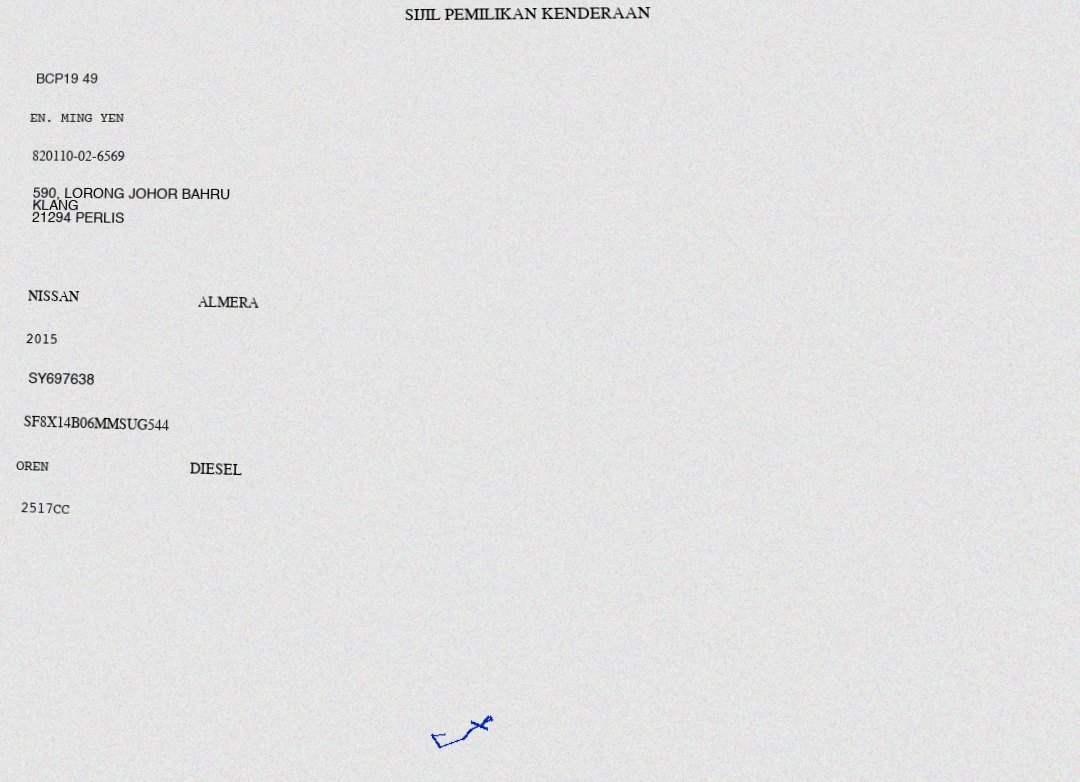 SIJIL PEMILIKAN KENDERAAN
BCP19 49
EN. MING YEN
820110-02-6569
590, LORONG JOHOR BAHRU
KLANG
21294 PERLIS
NISSAN ALMERA
2015
SY697638
SF8X14B06MMSUG544
OREN DIESEL
2517CC